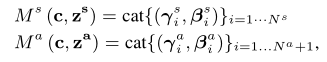 M^s (c, z^s) = cat{(γ_i^s, β_i^s)}_{i=1···N^s}
M^a (c, z^a) = cat{(γ_i^a, β_i^a)}_{i=1···N^a+1},